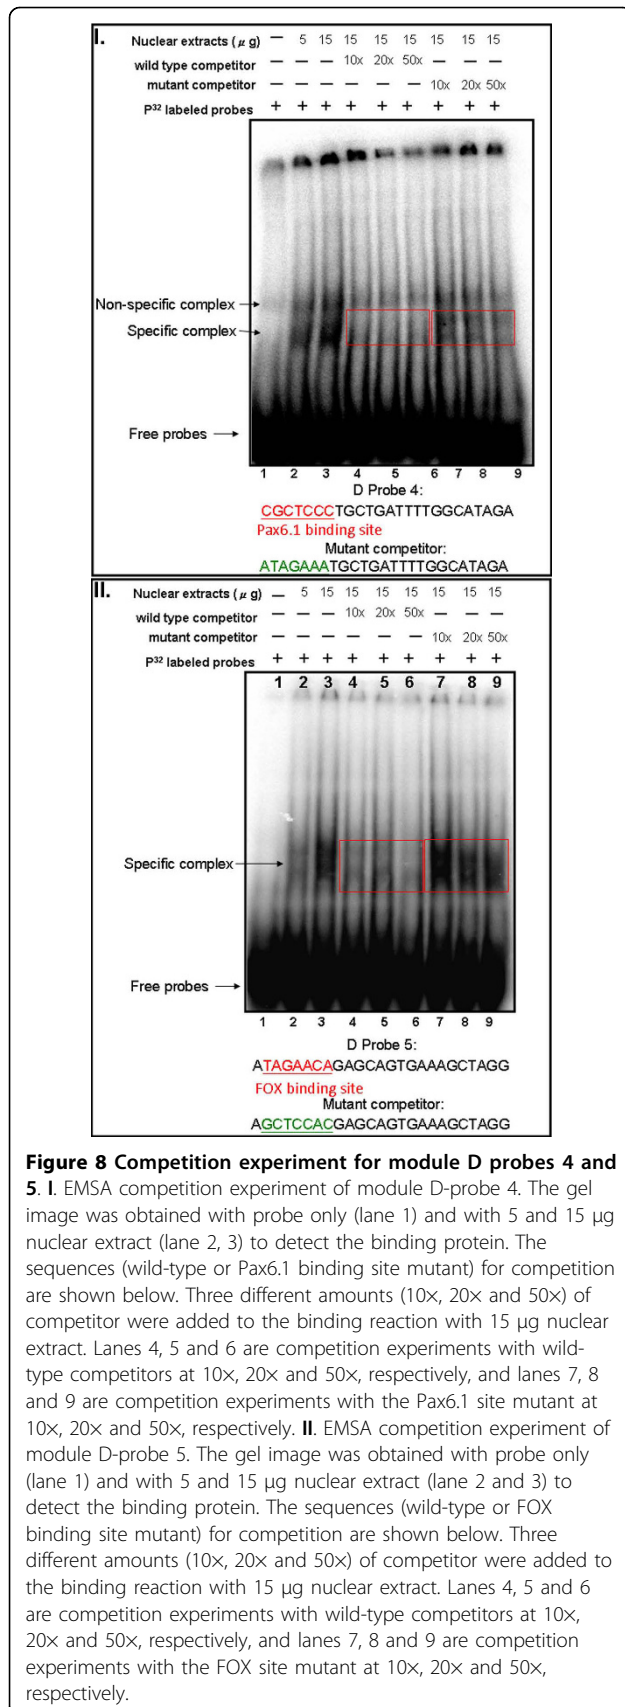 I.
Nuclear extracts ( μ g) — 5 15 15 15 15 15 15 15
wild type competitor — — — 10x 20x 50x — — —
mutant competitor — — — — — — 10x 20x 50x
P32 labeled probes + + + + + + + + +
Non-specific complex
Specific complex
Free probes
1 2 3 4 5 6 7 8 9
D Probe 4:
CGCTCCCTGCTGATTTTGGCATAGA
Pax6.1 binding site
Mutant competitor:
ATAGAAATGCTGATTTTGGCATAGA
II.
Nuclear extracts ( μ g) — 5 15 15 15 15 15 15 15
wild type competitor — — — 10x 20x 50x — — —
mutant competitor — — — — — — 10x 20x 50x
P32 labeled probes + + + + + + + + +
1 2 3 4 5 6 7 8 9
Specific complex
Free probes
1 2 3 4 5 6 7 8 9
D Probe 5:
ATAGAACAGAGCAGTGAAAGCTAGG
FOX binding site
Mutant competitor:
AGCTCCACGAGCAGTGAAAGCTAGG
Figure 8 Competition experiment for module D probes 4 and
5. I. EMSA competition experiment of module D-probe 4. The gel
image was obtained with probe only (lane 1) and with 5 and 15 μg
nuclear extract (lane 2, 3) to detect the binding protein. The
sequences (wild-type or Pax6.1 binding site mutant) for competition
are shown below. Three different amounts (10×, 20× and 50×) of
competitor were added to the binding reaction with 15 μg nuclear
extract. Lanes 4, 5 and 6 are competition experiments with wild-
type competitors at 10×, 20× and 50×, respectively, and lanes 7, 8
and 9 are competition experiments with the Pax6.1 site mutant at
10×, 20× and 50×, respectively. II. EMSA competition experiment of
module D-probe 5. The gel image was obtained with probe only
(lane 1) and with 5 and 15 μg nuclear extract (lane 2 and 3) to
detect the binding protein. The sequences (wild-type or FOX
binding site mutant) for competition are shown below. Three
different amounts (10×, 20× and 50×) of competitor were added to
the binding reaction with 15 μg nuclear extract. Lanes 4, 5 and 6
are competition experiments with wild-type competitors at 10×,
20× and 50×, respectively, and lanes 7, 8 and 9 are competition
experiments with the FOX site mutant at 10×, 20× and 50×,
respectively.